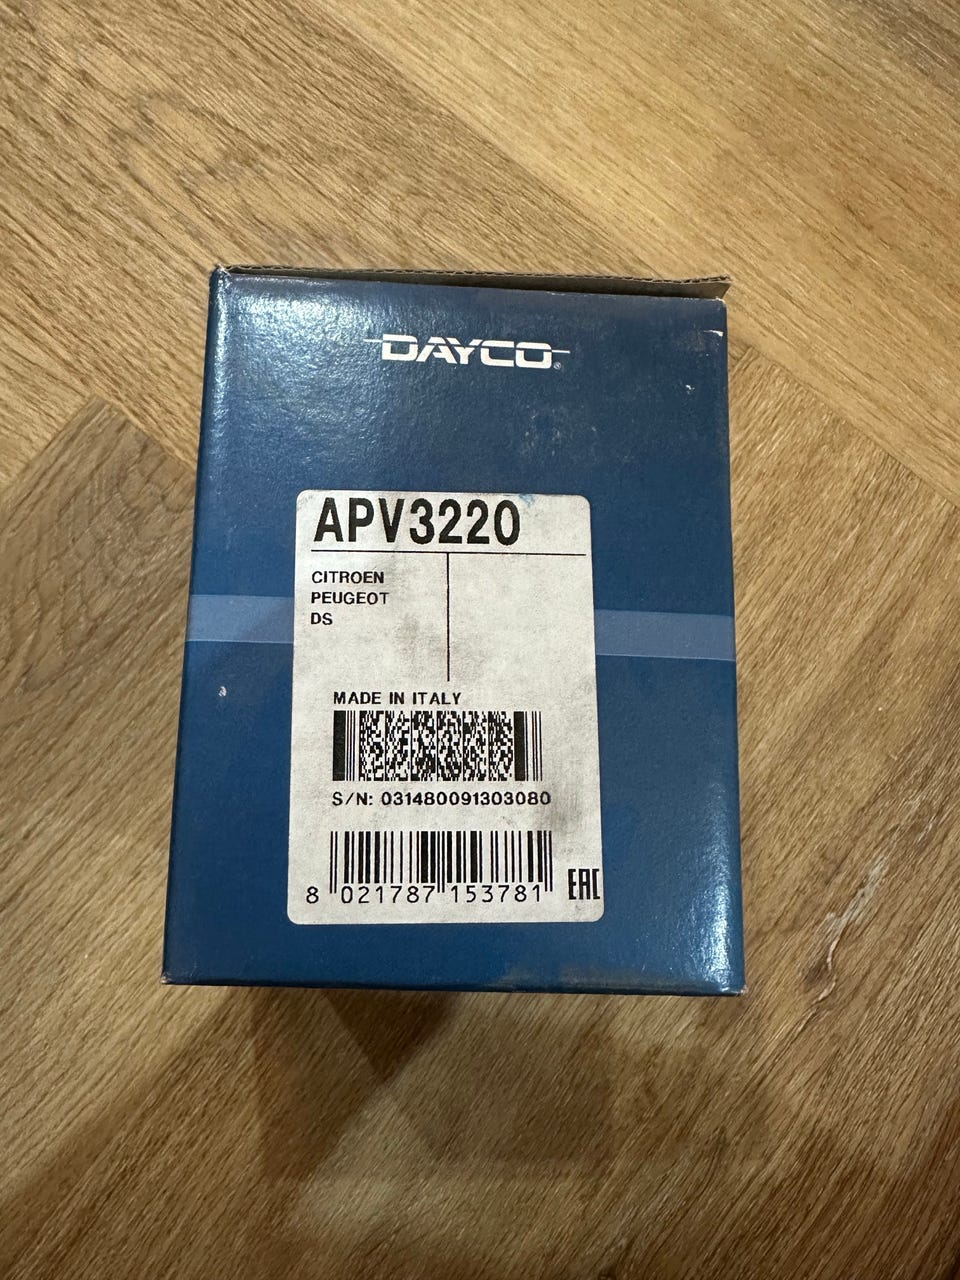 DAYCO®
APV3220
CITROEN
PEUGEOT
DS
MADE IN ITALY
S/N: 031480091303080
8 021787 153781 EAC